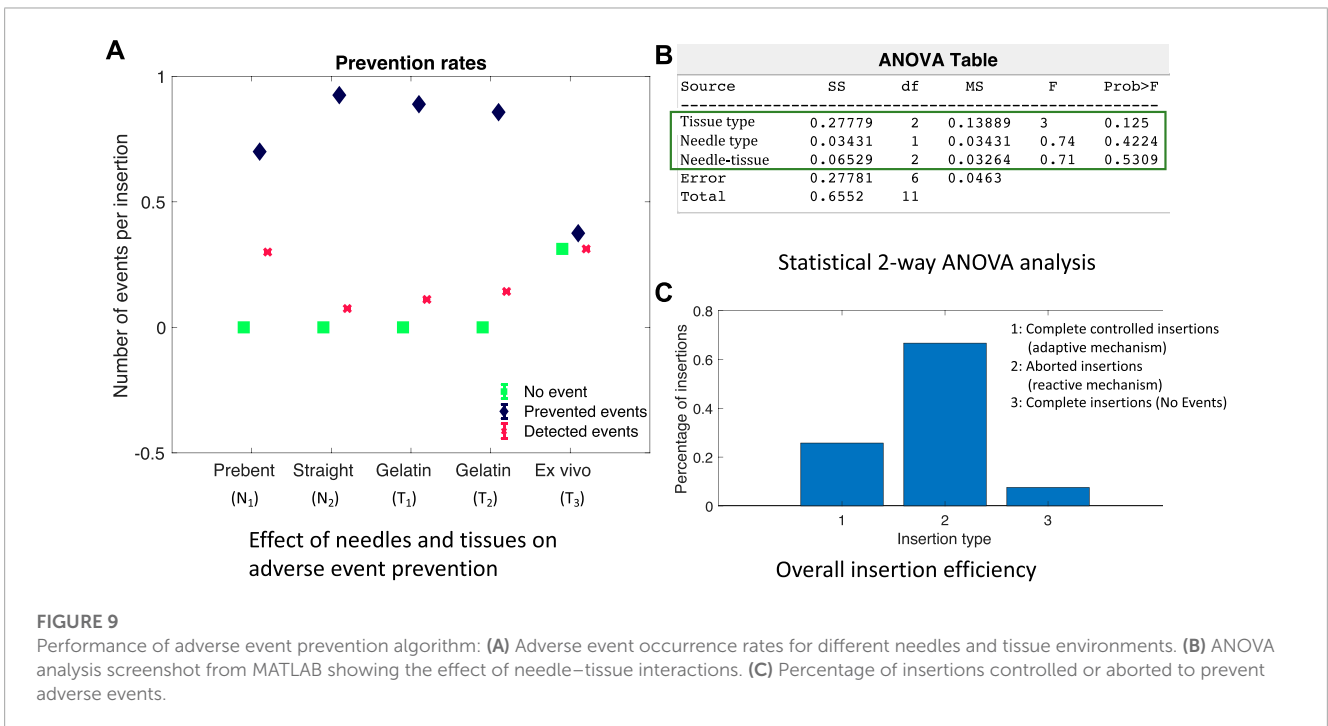 A
Prevention rates
1
0.5
0
-0.5
Number of events per insertion
No event
Prevented events
Detected events
Prebent Straight Gelatin Gelatin Ex vivo
(N₁) (N₂) (T₁) (T₂) (T₃)
Effect of needles and tissues on
adverse event prevention
B
ANOVA Table
Source SS df MS F Prob>F
Tissue type 0.27779 2 0.13889 3 0.125
Needle type 0.03431 1 0.03431 0.74 0.4224
Needle-tissue 0.06529 2 0.03264 0.71 0.5309
Error 0.27781 6 0.0463
Total 0.6552 11
Statistical 2-way ANOVA analysis
C
0.8
0.6
0.4
0.2
0
Percentage of insertions
1: Complete controlled insertions
(adaptive mechanism)
2: Aborted insertions
(reactive mechanism)
3: Complete insertions (No Events)
1 2 3
Insertion type
Overall insertion efficiency
FIGURE 9
Performance of adverse event prevention algorithm: (A) Adverse event occurrence rates for different needles and tissue environments. (B) ANOVA
analysis screenshot from MATLAB showing the effect of needle–tissue interactions. (C) Percentage of insertions controlled or aborted to prevent
adverse events.